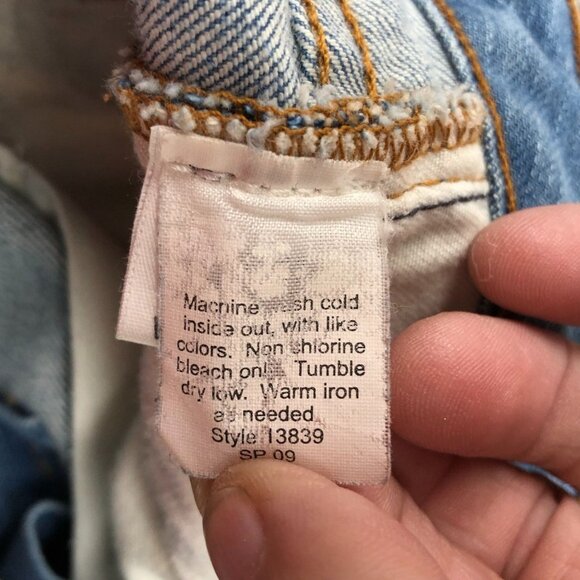 Machine wash cold
inside out, with like
colors. Non chlorine
bleach only. Tumble
dry low. Warm iron
as needed
Style 13839
SP 09